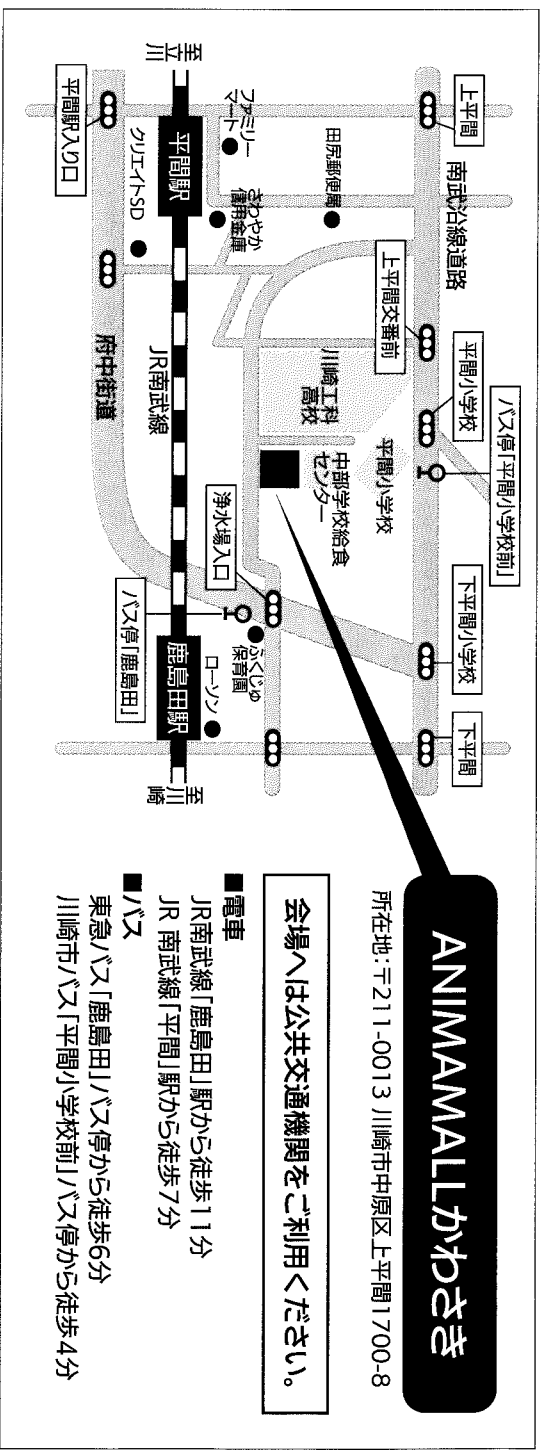 至立川
平間駅
平間駅入り口
クリエイトSD
ファミリー
マート
さわやか
信用金庫
田尻郵便局
上平間
南武沿線道路
上平間交番前
平間小学校
バス停「平間小学校前」
川崎工科
高校
平間小学校
中部学校給食
センター
JR南武線
府中街道
浄水場入口
バス停「鹿島田」
ふくじゅ
保育園
下平間小学校
下平間
鹿島田駅
ローソン
至川崎
ANIMAMALLかわさき
所在地:〒211-0013 川崎市中原区上平間1700-8
会場へは公共交通機関をご利用ください。
■電車
JR南武線「鹿島田」駅から徒歩11分
JR 南武線「平間」駅から徒歩7分
■バス
東急バス「鹿島田」バス停から徒歩6分
川崎市バス「平間小学校前」バス停から徒歩4分